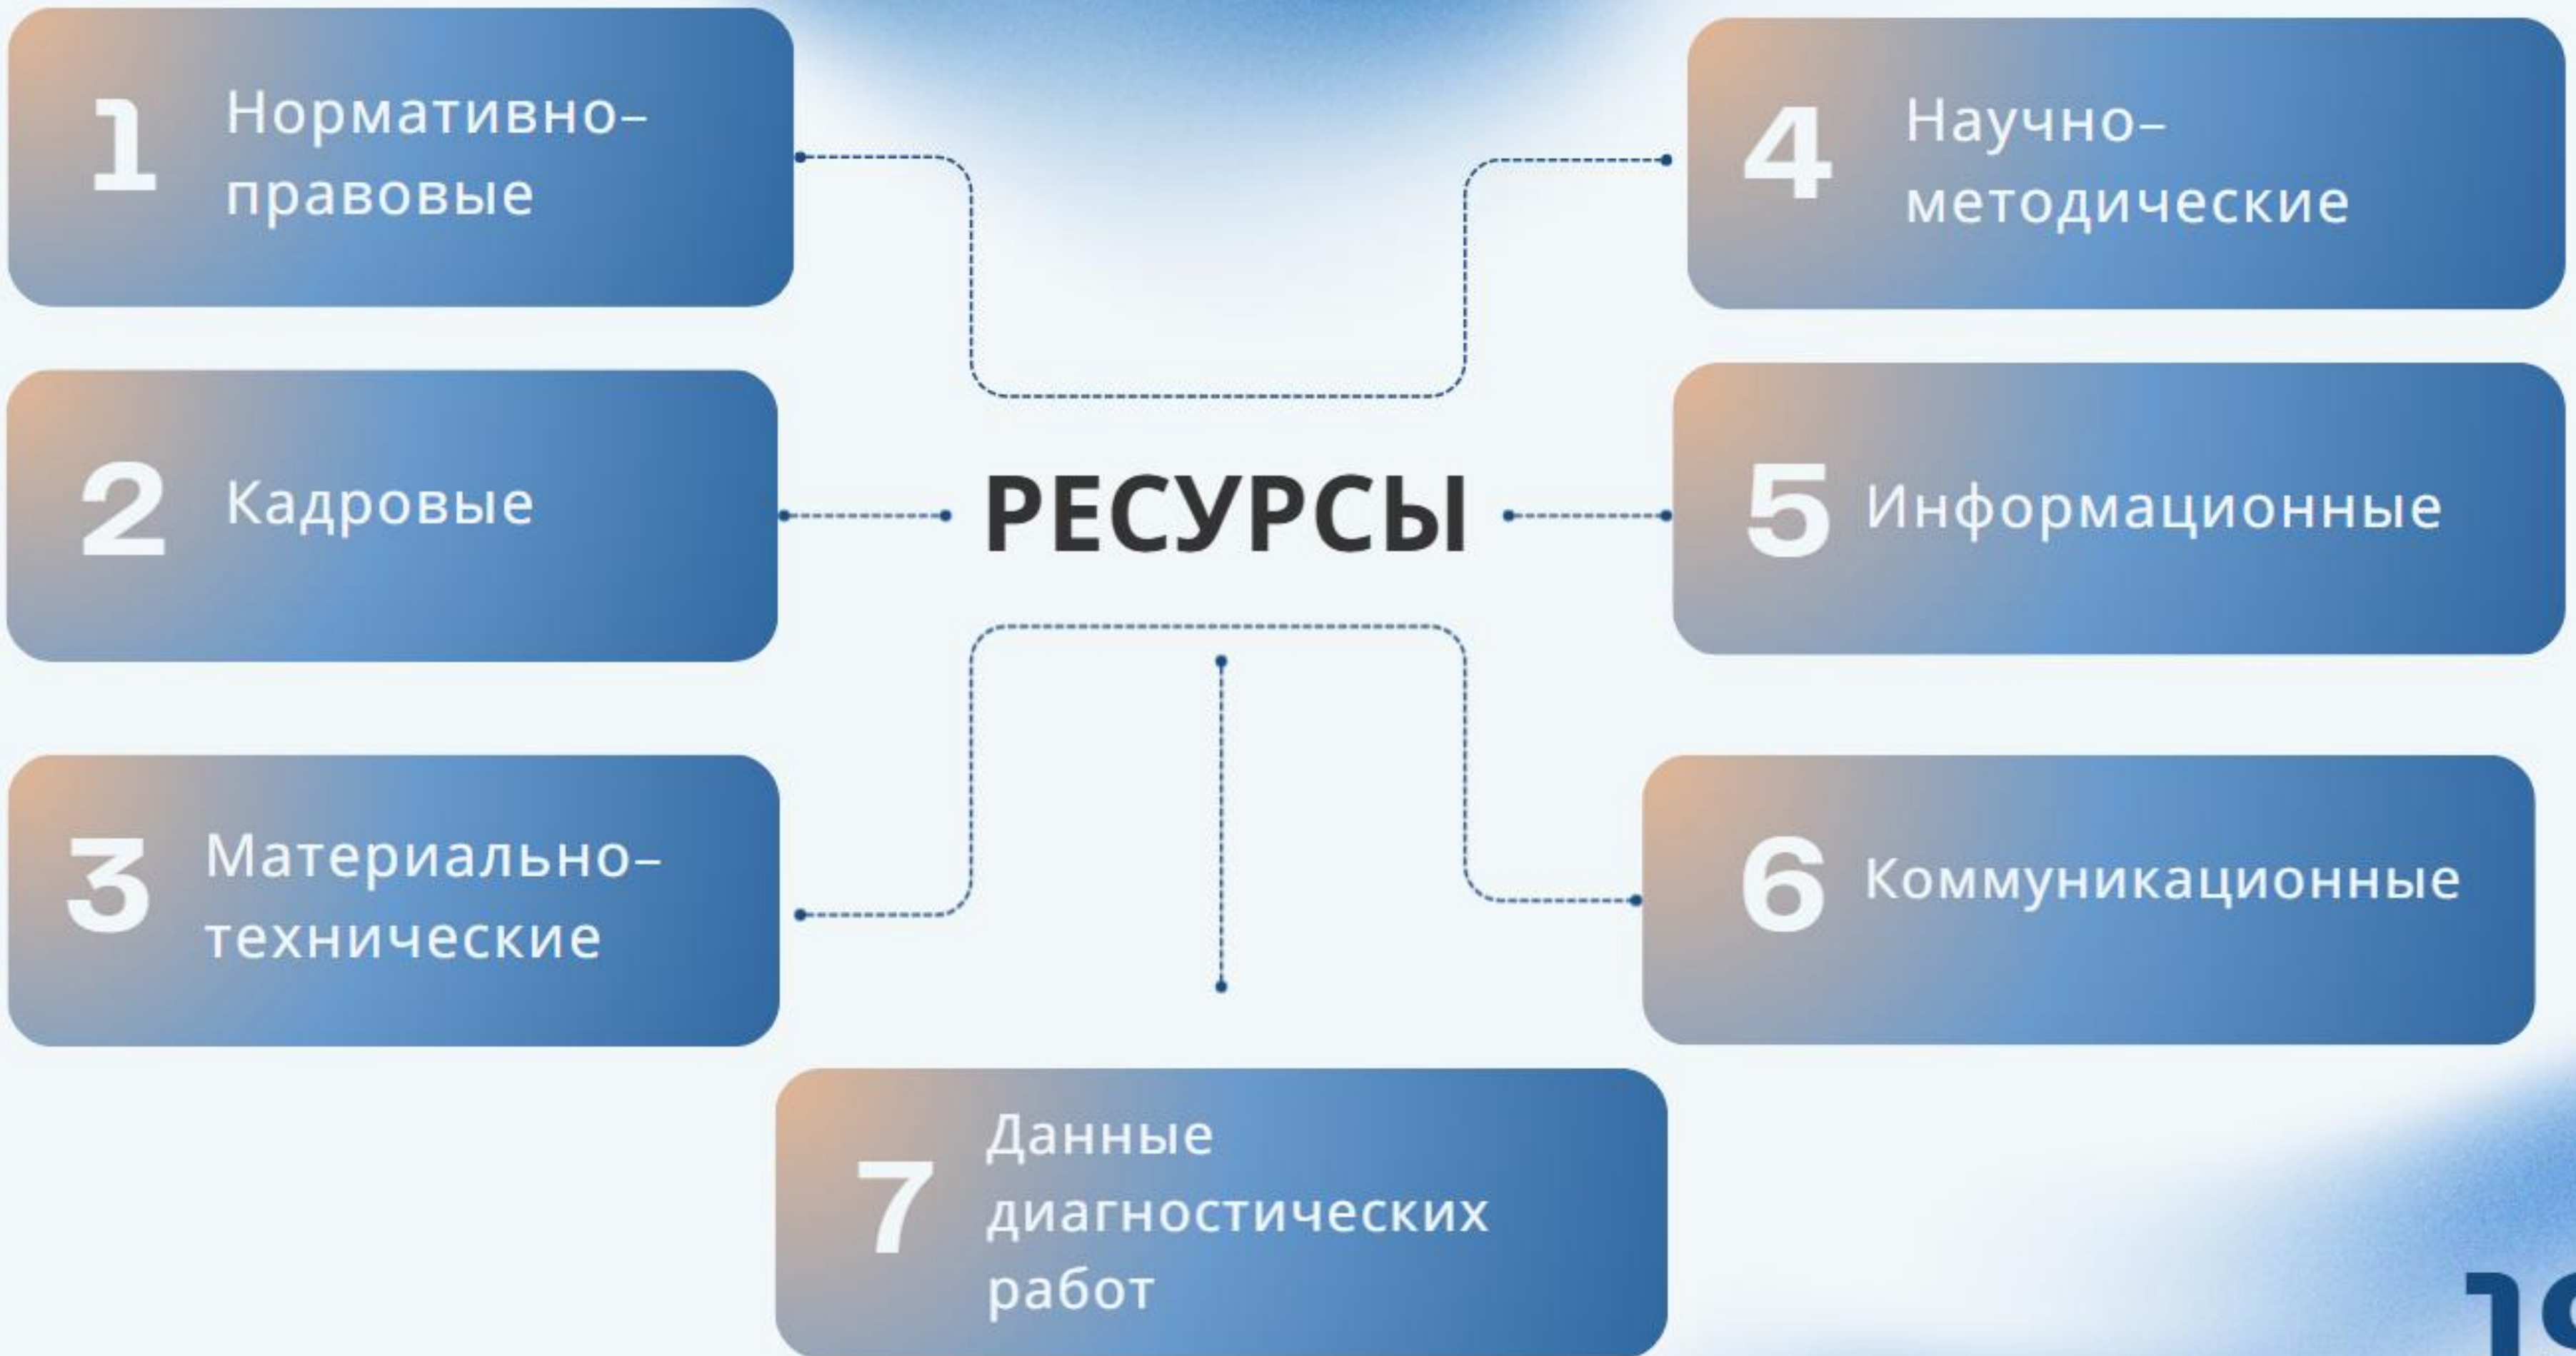 1
Нормативно–
правовые
2
Кадровые
3
Материально–
технические
РЕСУРСЫ
4
Научно–
методические
5
Информационные
6
Коммуникационные
7
Данные
диагностических
работ